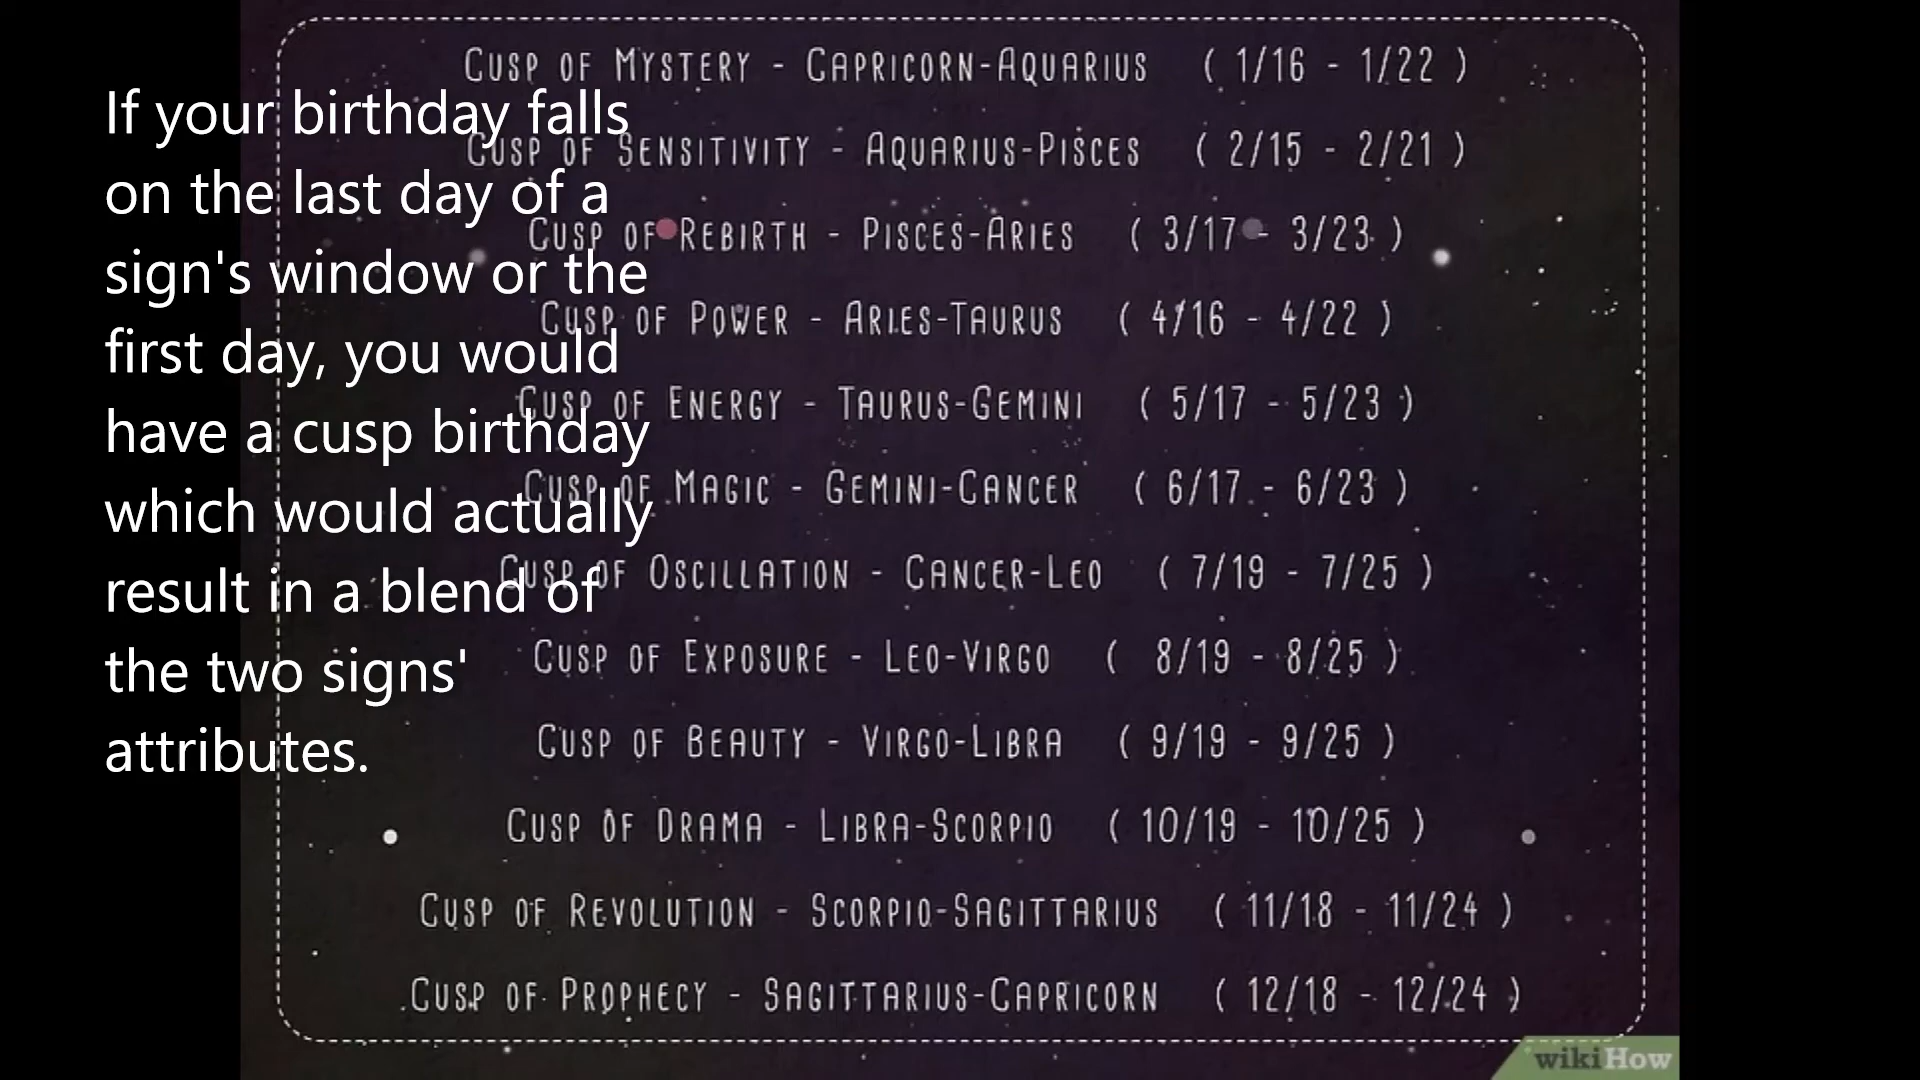 If your birthday falls
on the last day of a
sign's window or the
first day, you would
have a cusp birthday
which would actually
result in a blend of
the two signs'
attributes.
CUSP OF MYSTERY - CAPRICORN-AQUARIUS ( 1/16 - 1/22 )
CUSP OF SENSITIVITY - AQUARIUS-PISCES ( 2/15 - 2/21 )
CUSP OF REBIRTH - PISCES-ARIES ( 3/17 - 3/23 )
CUSP OF POWER - ARIES-TAURUS ( 4/16 - 4/22 )
CUSP OF ENERGY - TAURUS-GEMINI ( 5/17 - 5/23 )
CUSP OF MAGIC - GEMINI-CANCER ( 6/17 - 6/23 )
CUSP OF OSCILLATION - CANCER-LEO ( 7/19 - 7/25 )
CUSP OF EXPOSURE - LEO-VIRGO ( 8/19 - 8/25 )
CUSP OF BEAUTY - VIRGO-LIBRA ( 9/19 - 9/25 )
CUSP OF DRAMA - LIBRA-SCORPIO ( 10/19 - 10/25 )
CUSP OF REVOLUTION - SCORPIO-SAGITTARIUS ( 11/18 - 11/24 )
CUSP OF PROPHECY - SAGITTARIUS-CAPRICORN ( 12/18 - 12/24 )
wikiHow